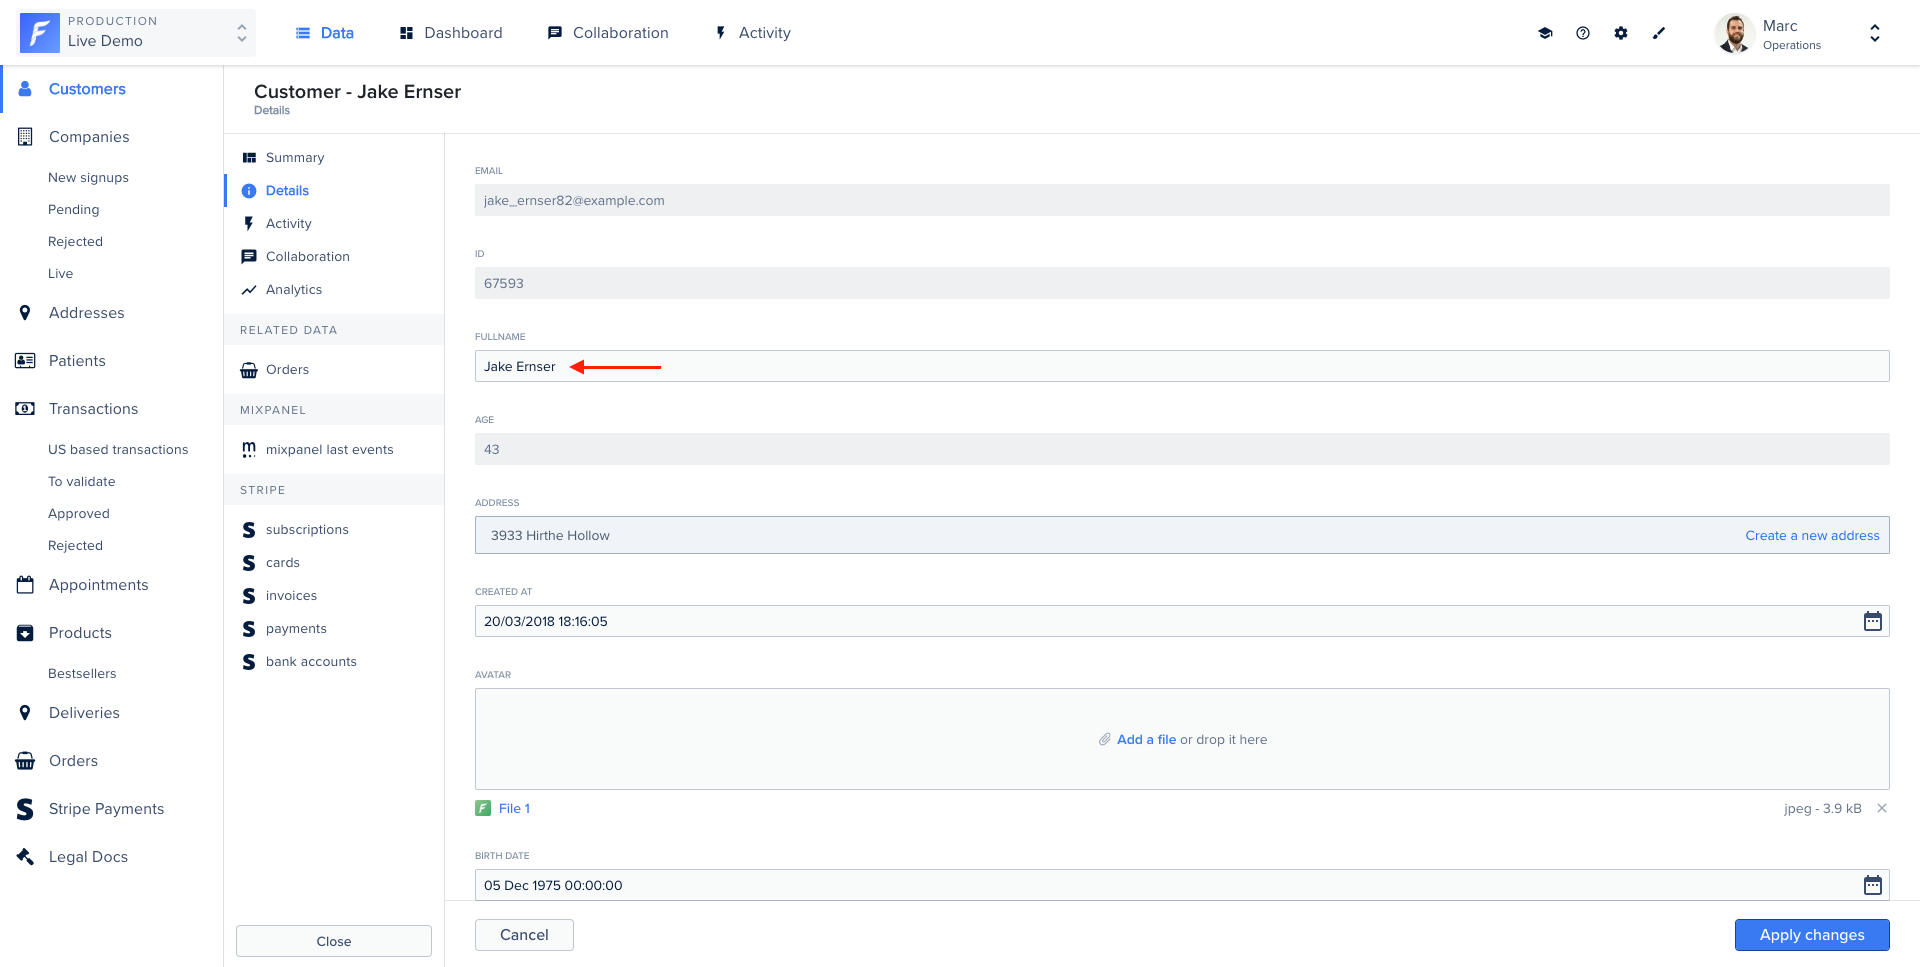 PRODUCTION
Live Demo
Data
Dashboard
Collaboration
Activity
Marc
Operations
Customers
Companies
New signups
Pending
Rejected
Live
Addresses
Patients
Transactions
US based transactions
To validate
Approved
Rejected
Appointments
Products
Bestsellers
Deliveries
Orders
Stripe Payments
Legal Docs
Customer - Jake Ernser
Details
Summary
Details
Activity
Collaboration
Analytics
RELATED DATA
Orders
MIXPANEL
mixpanel last events
STRIPE
subscriptions
cards
invoices
payments
bank accounts
Close
EMAIL
jake_ernser82@example.com
ID
67593
FULLNAME
Jake Ernser
AGE
43
ADDRESS
3933 Hirthe Hollow
Create a new address
CREATED AT
20/03/2018 18:16:05
AVATAR
Add a file or drop it here
File 1
jpeg - 3.9 kB
BIRTH DATE
05 Dec 1975 00:00:00
Cancel
Apply changes